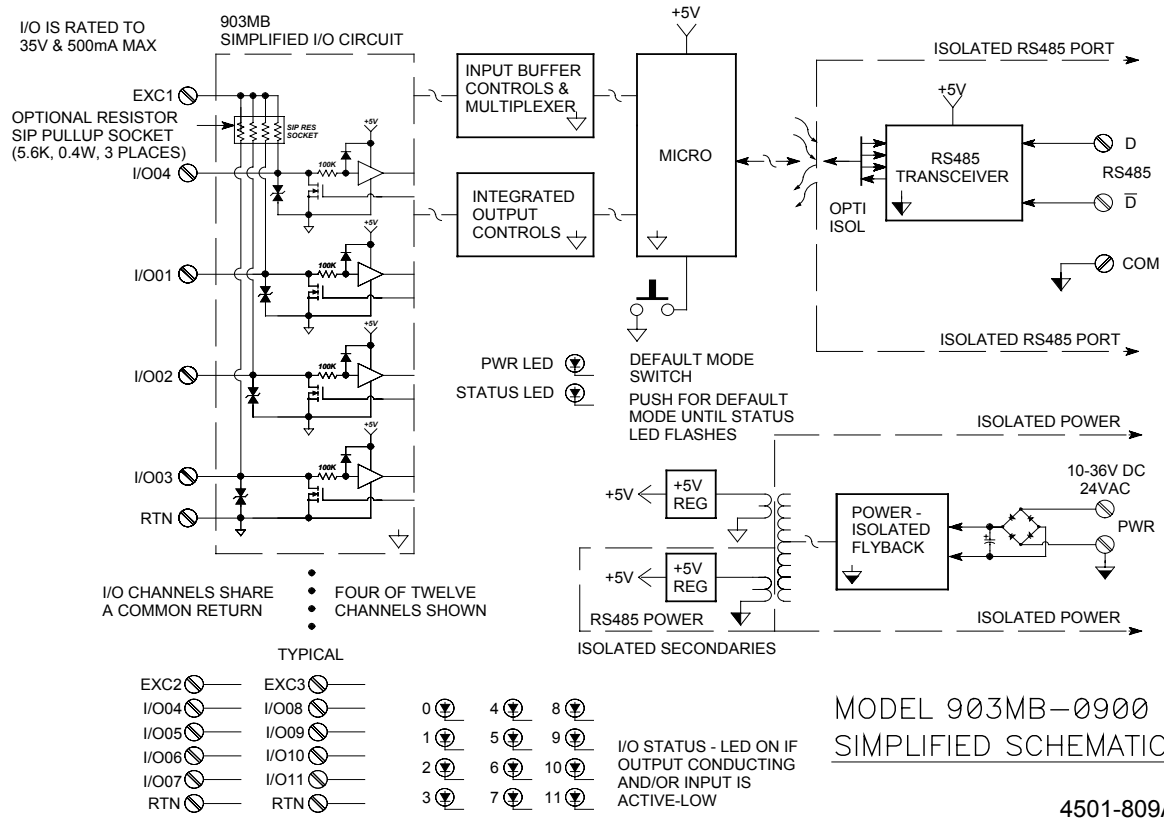 I/O IS RATED TO
35V & 500mA MAX
903MB
SIMPLIFIED I/O CIRCUIT
EXC1
OPTIONAL RESISTOR
SIP PULLUP SOCKET
(5.6K, 0.4W, 3 PLACES)
SIP RES
SOCKET
I/O04
100K
+5V
I/O01
100K
+5V
I/O02
100K
+5V
I/O03
100K
+5V
RTN
INPUT BUFFER
CONTROLS &
MULTIPLEXER
INTEGRATED
OUTPUT
CONTROLS
+5V
MICRO
ISOLATED RS485 PORT
+5V
RS485
TRANSCEIVER
OPTI
ISOL
D
RS485
D
COM
ISOLATED RS485 PORT
PWR LED
STATUS LED
DEFAULT MODE
SWITCH
PUSH FOR DEFAULT
MODE UNTIL STATUS
LED FLASHES
ISOLATED POWER
10-36V DC
24VAC
PWR
POWER -
ISOLATED
FLYBACK
+5V
+5V
REG
+5V
+5V
REG
RS485 POWER
ISOLATED SECONDARIES
ISOLATED POWER
I/O CHANNELS SHARE
A COMMON RETURN
FOUR OF TWELVE
CHANNELS SHOWN
TYPICAL
EXC2 EXC3
I/O04 I/O08
I/O05 I/O09
I/O06 I/O10
I/O07 I/O11
RTN RTN
0 4 8
1 5 9
2 6 10
3 7 11
I/O STATUS - LED ON IF
OUTPUT CONDUCTING
AND/OR INPUT IS
ACTIVE-LOW
MODEL 903MB-0900
SIMPLIFIED SCHEMATIC
4501-809A